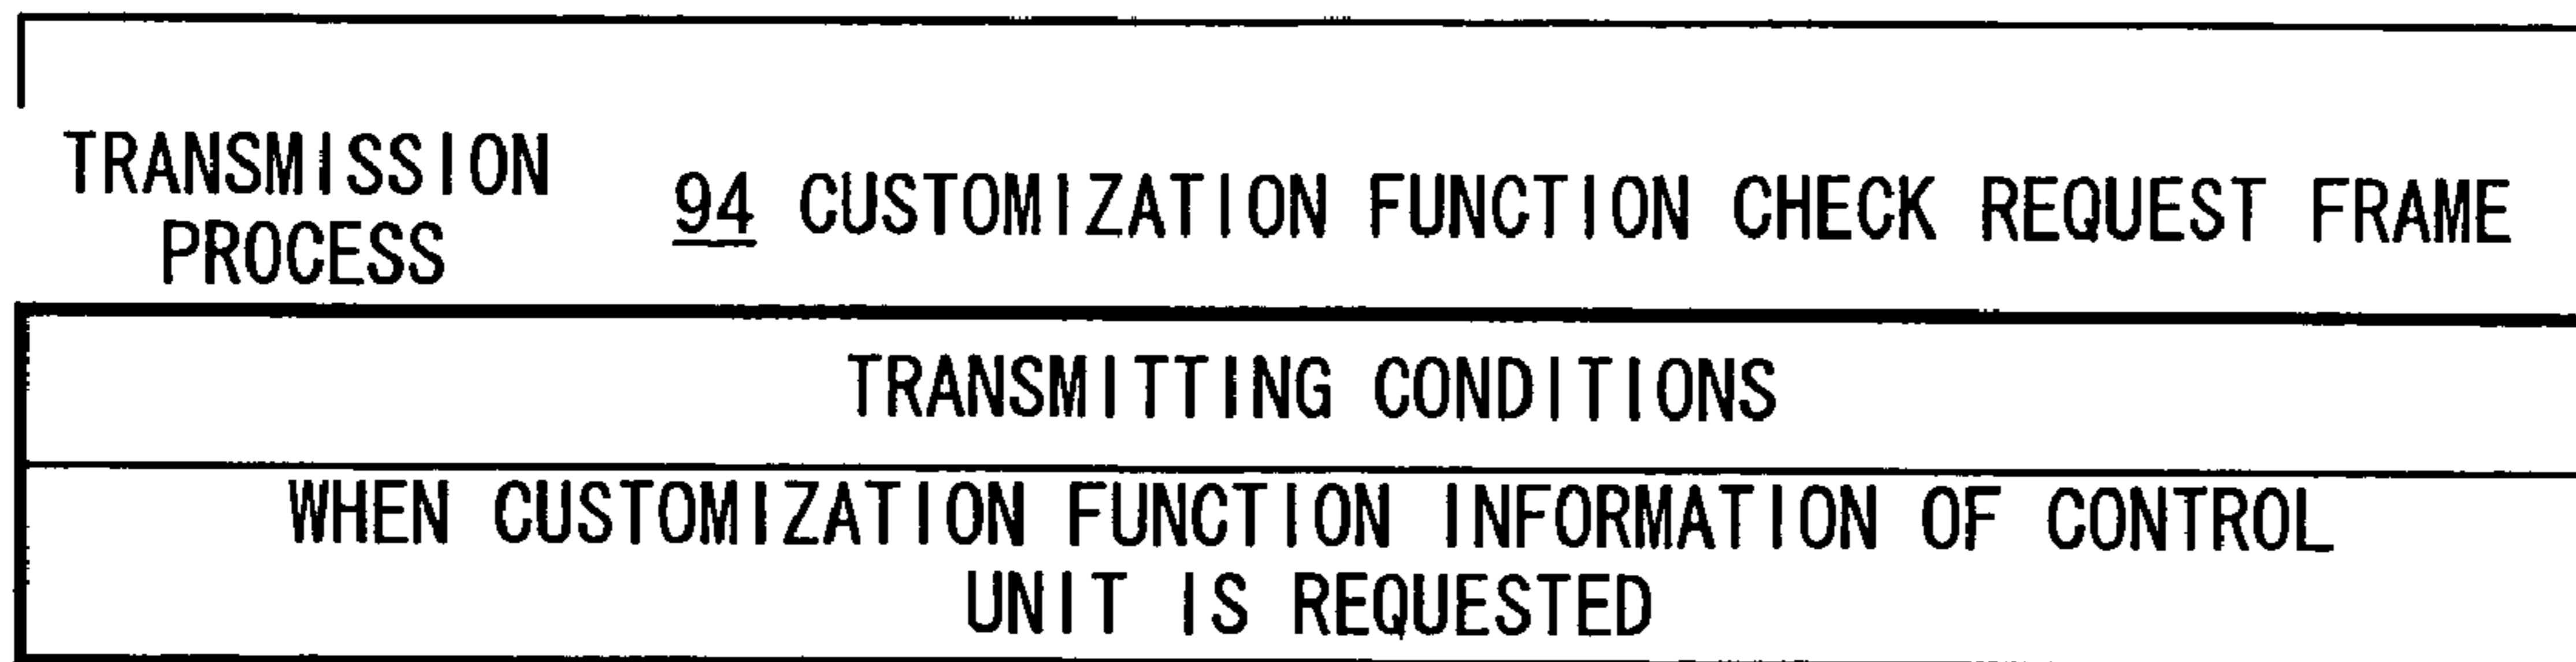 TRANSMISSION
PROCESS
94 CUSTOMIZATION FUNCTION CHECK REQUEST FRAME
TRANSMITTING CONDITIONS
WHEN CUSTOMIZATION FUNCTION INFORMATION OF CONTROL
UNIT IS REQUESTED